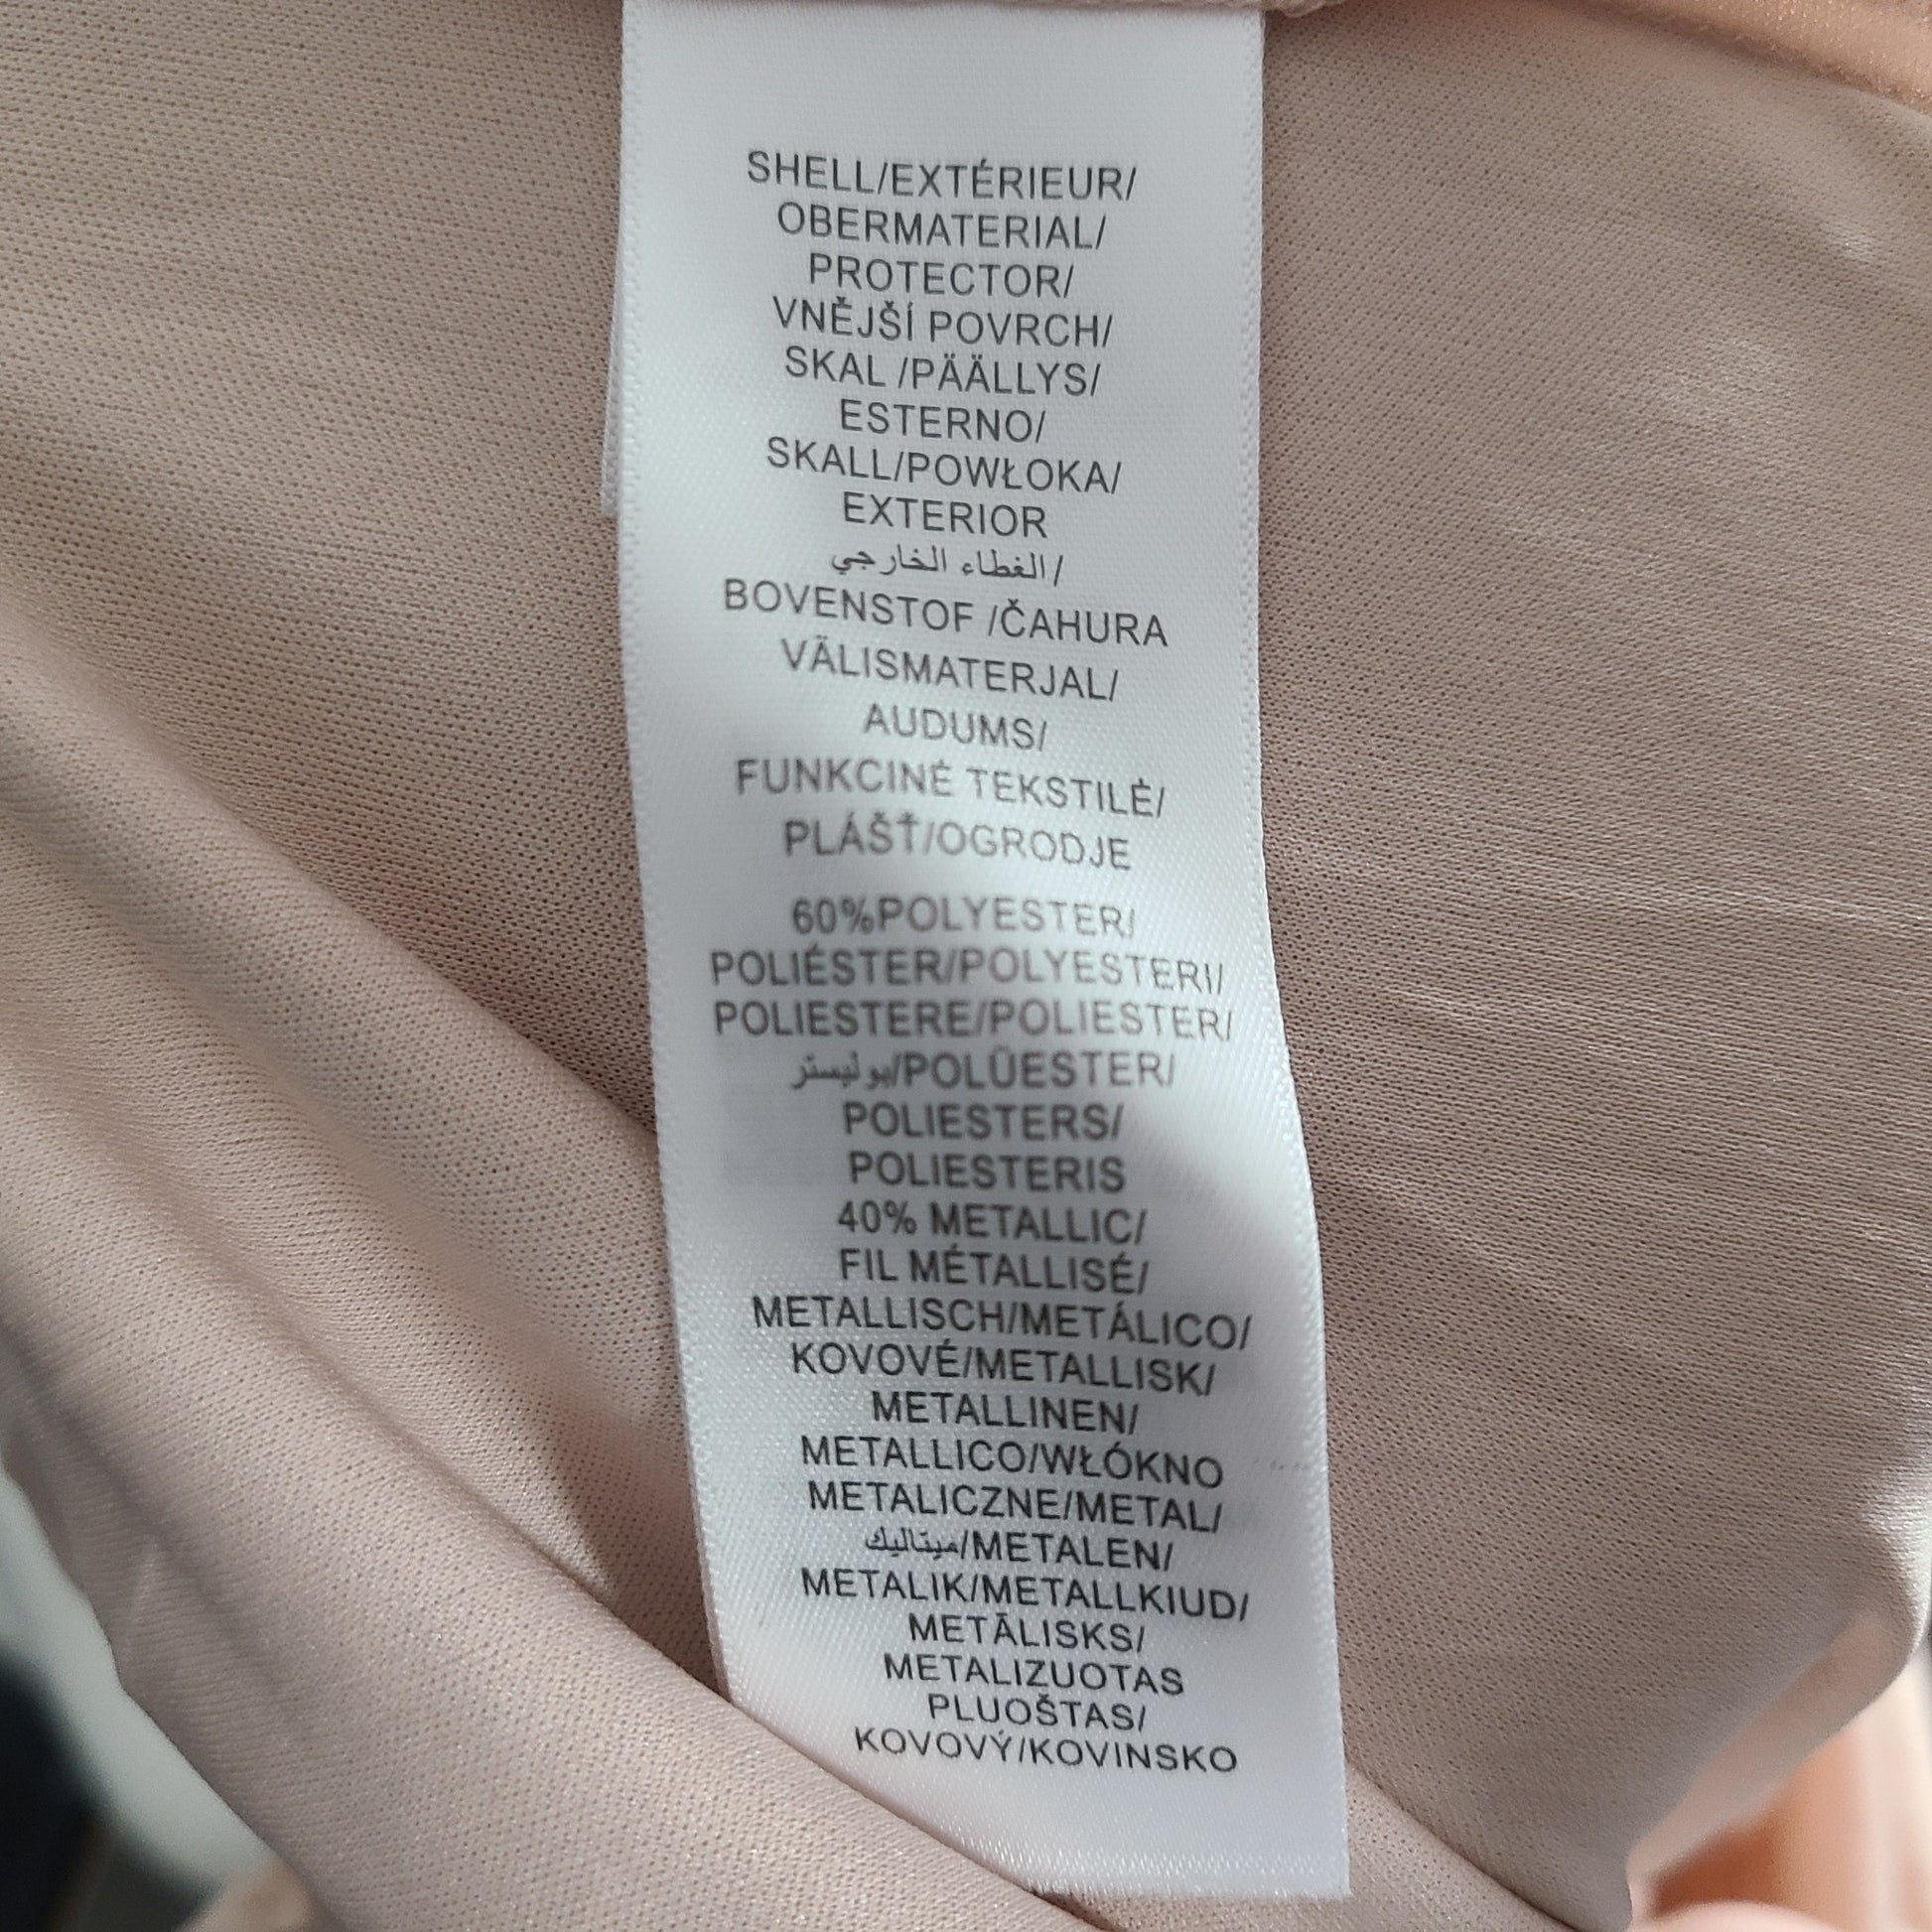 SHELL/EXTÉRIEUR/
OBERMATERIAL/
PROTECTOR/
VNĚJŠÍ POVRCH/
SKAL /PÄÄLLYS/
ESTERNO/
SKALL/POWŁOKA/
EXTERIOR
الغطاء الخارجي/
BOVENSTOF /ČAHURA
VÄLISMATERJAL/
AUDUMS/
FUNKCINĖ TEKSTILĖ/
PLÁŠŤ/OGRODJE
60%POLYESTER/
POLIÉSTER/POLYESTERI/
POLIESTERE/POLIESTER/
بوليستر/POLÜESTER/
POLIESTERS/
POLIESTERIS
40% METALLIC/
FIL MÉTALLISÉ/
METALLISCH/METÁLICO/
KOVOVÉ/METALLISK/
METALLINEN/
METALLICO/WŁÓKNO
METALICZNE/METAL/
ميتاليك/METALEN/
METALIK/METALLKIUD/
METĀLISKS/
METALIZUOTAS
PLUOŠTAS/
KOVOVÝ/KOVINSKO